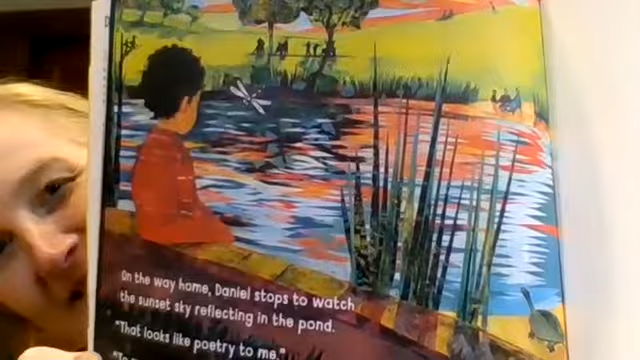 On the way home, Daniel stops to watch
the sunset sky reflecting in the pond.
"That looks like poetry to me."